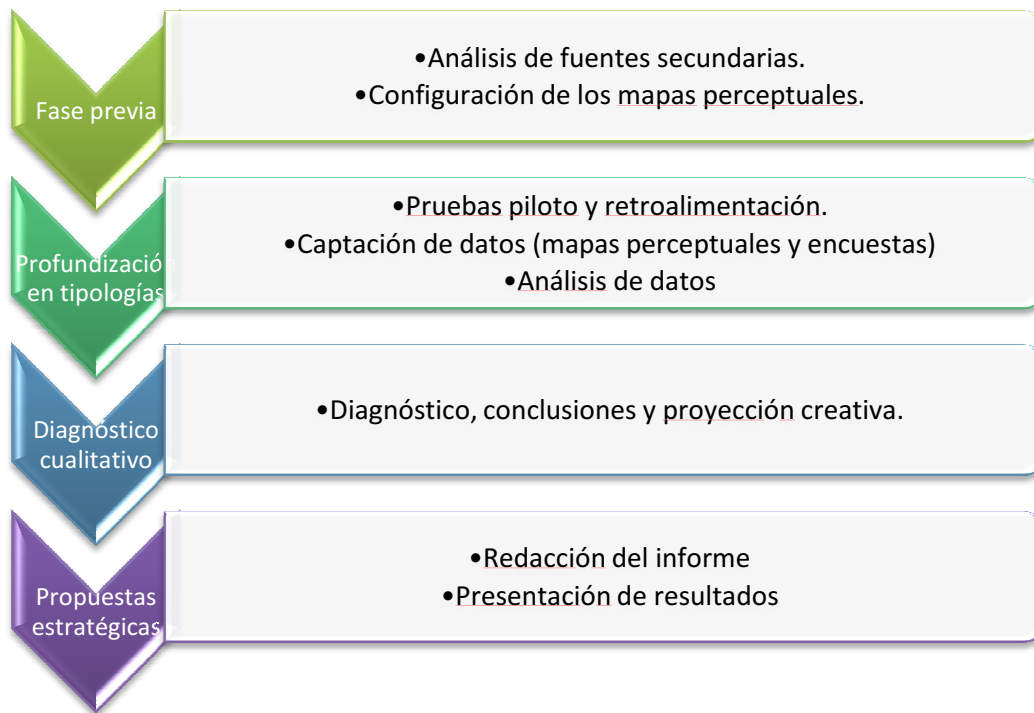 Fase previa
•Análisis de fuentes secundarias.
•Configuración de los mapas perceptuales.
Profundización
en tipologías
•Pruebas piloto y retroalimentación.
•Captación de datos (mapas perceptuales y encuestas)
•Análisis de datos
Diagnóstico
cualitativo
•Diagnóstico, conclusiones y proyección creativa.
Propuestas
estratégicas
•Redacción del informe
•Presentación de resultados